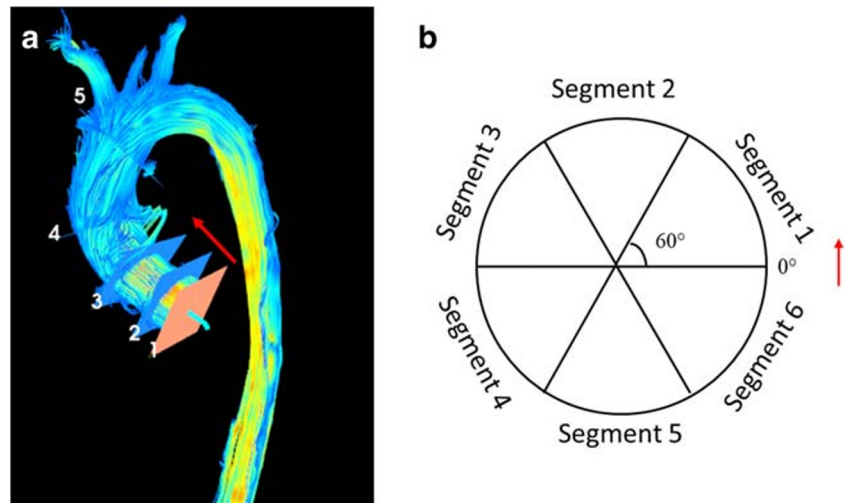 a
5
4
3
2
1
b
Segment 2
Segment 3
Segment 1
60°
0°
Segment 4
Segment 6
Segment 5